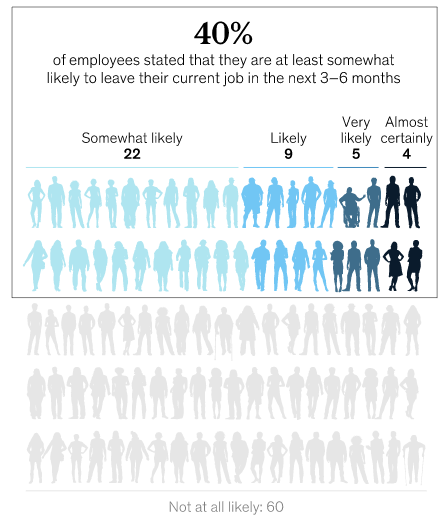 40%
of employees stated that they are at least somewhat
likely to leave their current job in the next 3–6 months
Somewhat likely
22
Likely
9
Very
likely
5
Almost
certainly
4
Not at all likely: 60